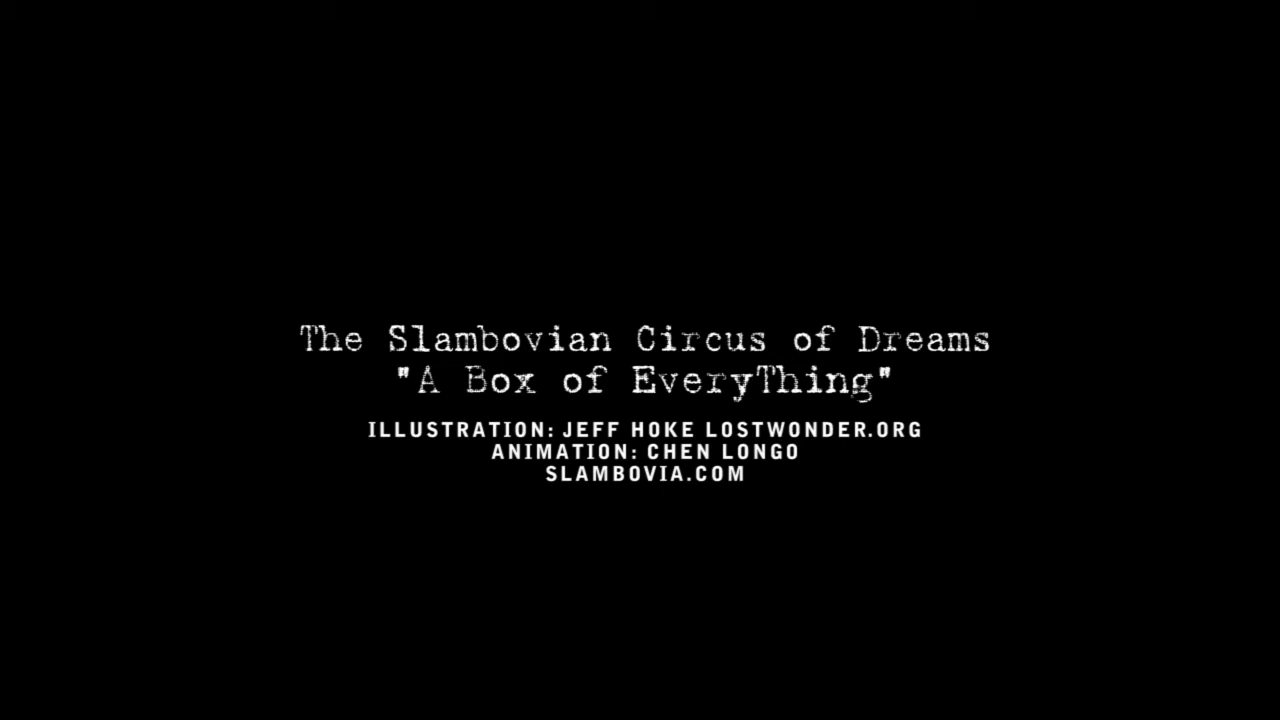 The Slambovian Circus of Dreams
"A Box of EveryThing"
ILLUSTRATION: JEFF HOKE LOSTWONDER.ORG
ANIMATION: CHEN LONGO
SLAMBOVIA.COM